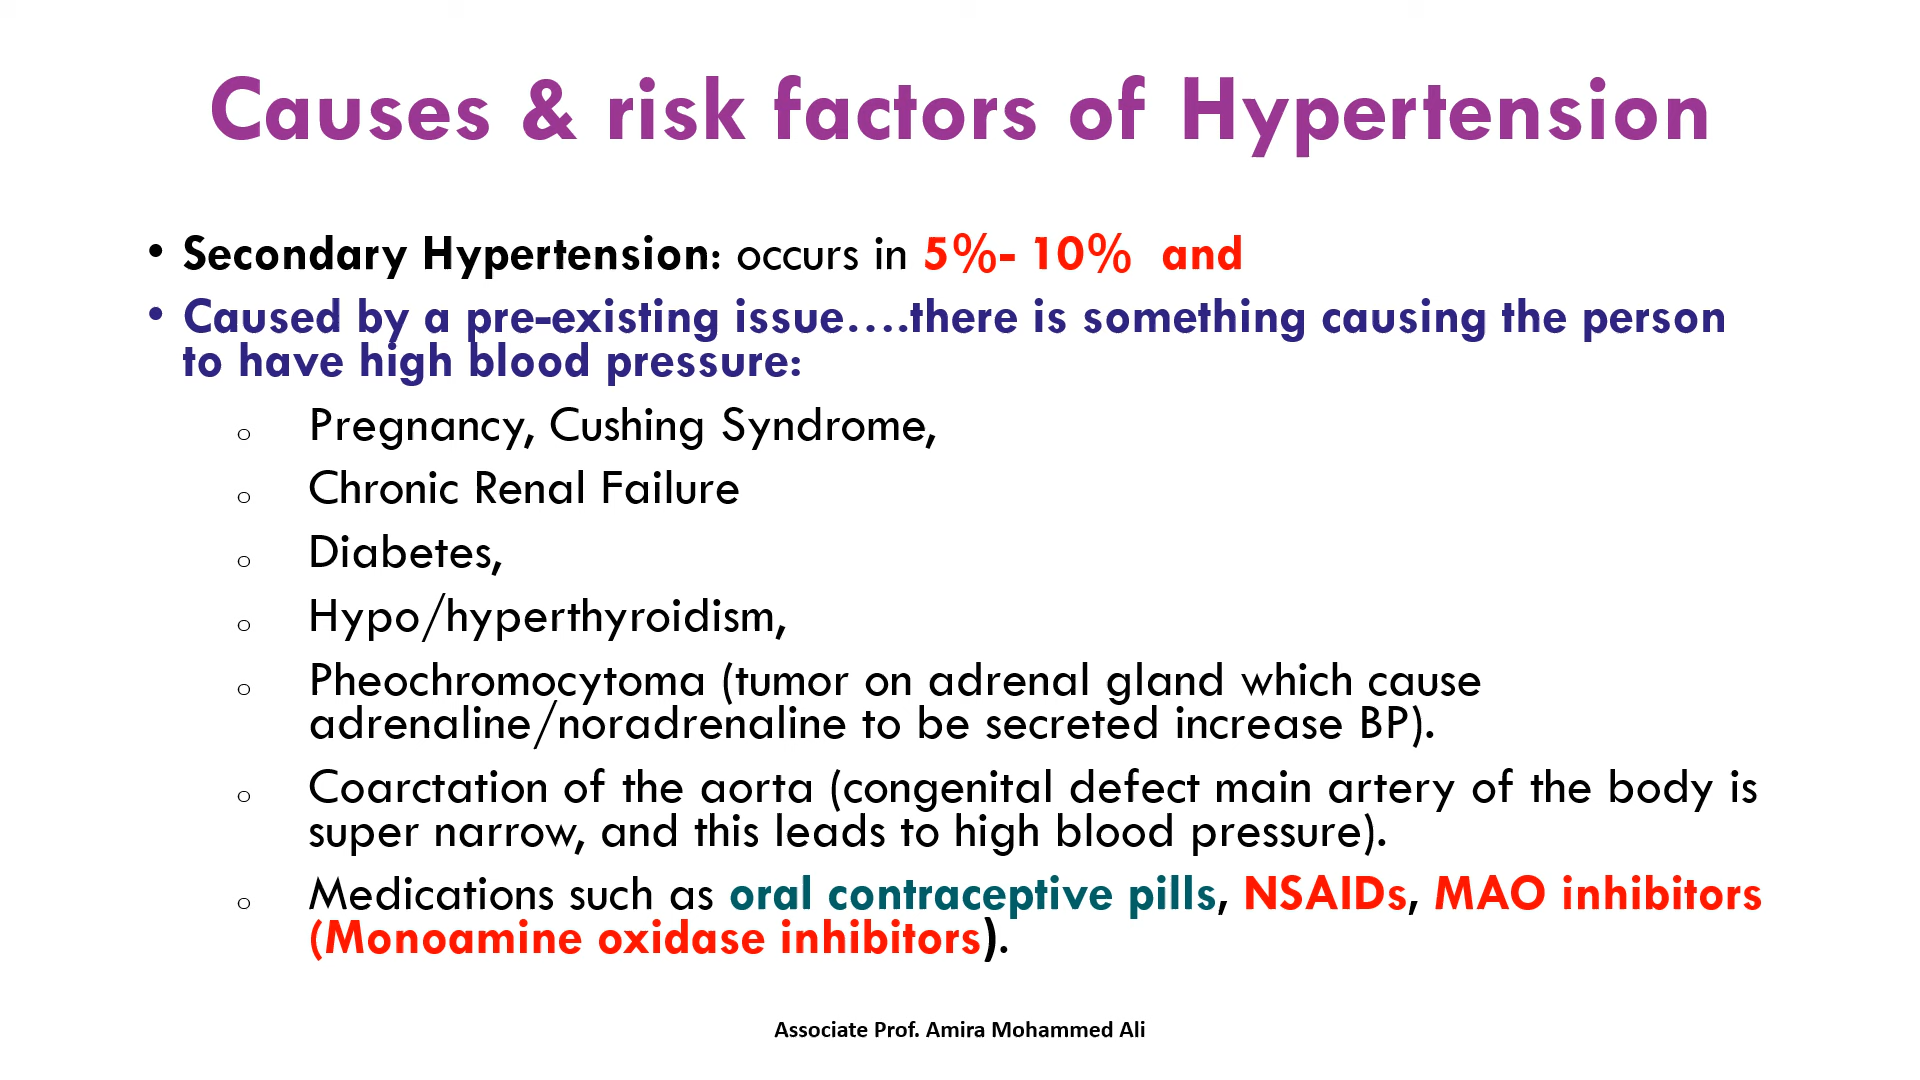 Causes & risk factors of Hypertension
• Secondary Hypertension: occurs in 5%- 10%  and
• Caused by a pre-existing issue….there is something causing the person
to have high blood pressure:
o Pregnancy, Cushing Syndrome,
o Chronic Renal Failure
o Diabetes,
o Hypo/hyperthyroidism,
o Pheochromocytoma (tumor on adrenal gland which cause
adrenaline/noradrenaline to be secreted increase BP).
o Coarctation of the aorta (congenital defect main artery of the body is
super narrow, and this leads to high blood pressure).
o Medications such as oral contraceptive pills, NSAIDs, MAO inhibitors
(Monoamine oxidase inhibitors).
Associate Prof. Amira Mohammed Ali